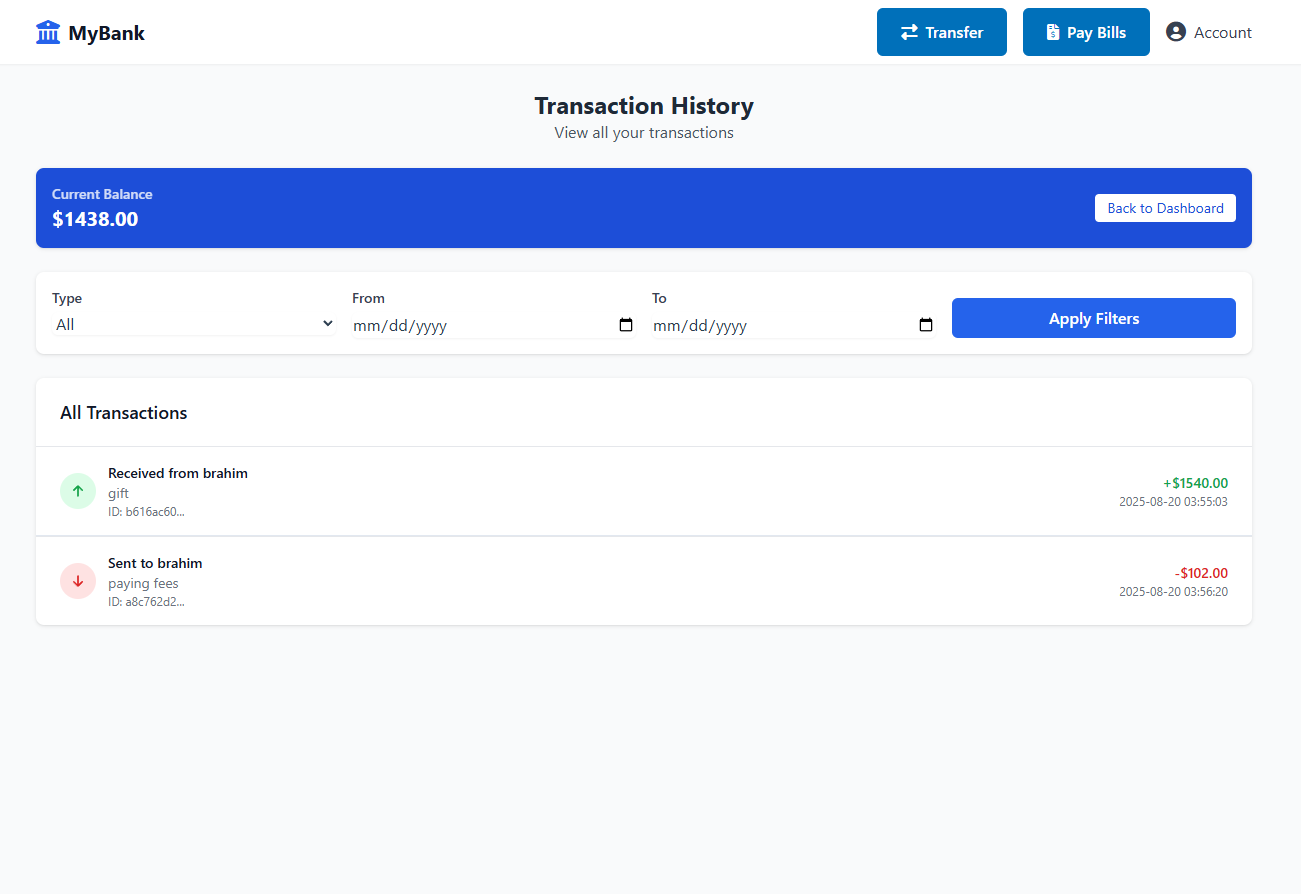 MyBank
Transfer
Pay Bills
Account
Transaction History
View all your transactions
Current Balance
$1438.00
Back to Dashboard
Type
From
To
All
mm/dd/yyyy
mm/dd/yyyy
Apply Filters
All Transactions
Received from brahim
gift
ID: b616ac60...
+$1540.00
2025-08-20 03:55:03
Sent to brahim
paying fees
ID: a8c762d2...
-$102.00
2025-08-20 03:56:20